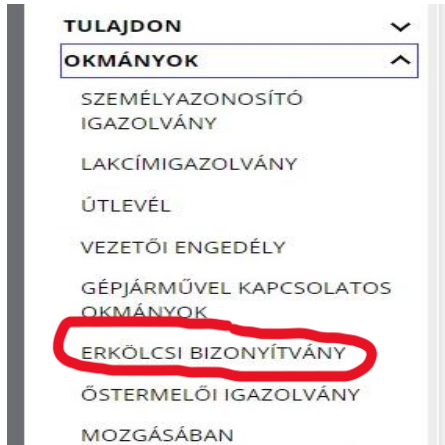 TULAJDON
OKMÁNYOK
SZEMÉLYAZONOSÍTÓ
IGAZOLVÁNY
LAKCÍMIGAZOLVÁNY
ÚTLEVÉL
VEZETŐI ENGEDÉLY
GÉPJÁRMŰVEL KAPCSOLATOS
OKMÁNYOK
ERKÖLCSI BIZONYÍTVÁNY
ŐSTERMELŐI IGAZOLVÁNY
MOZGÁSÁBAN